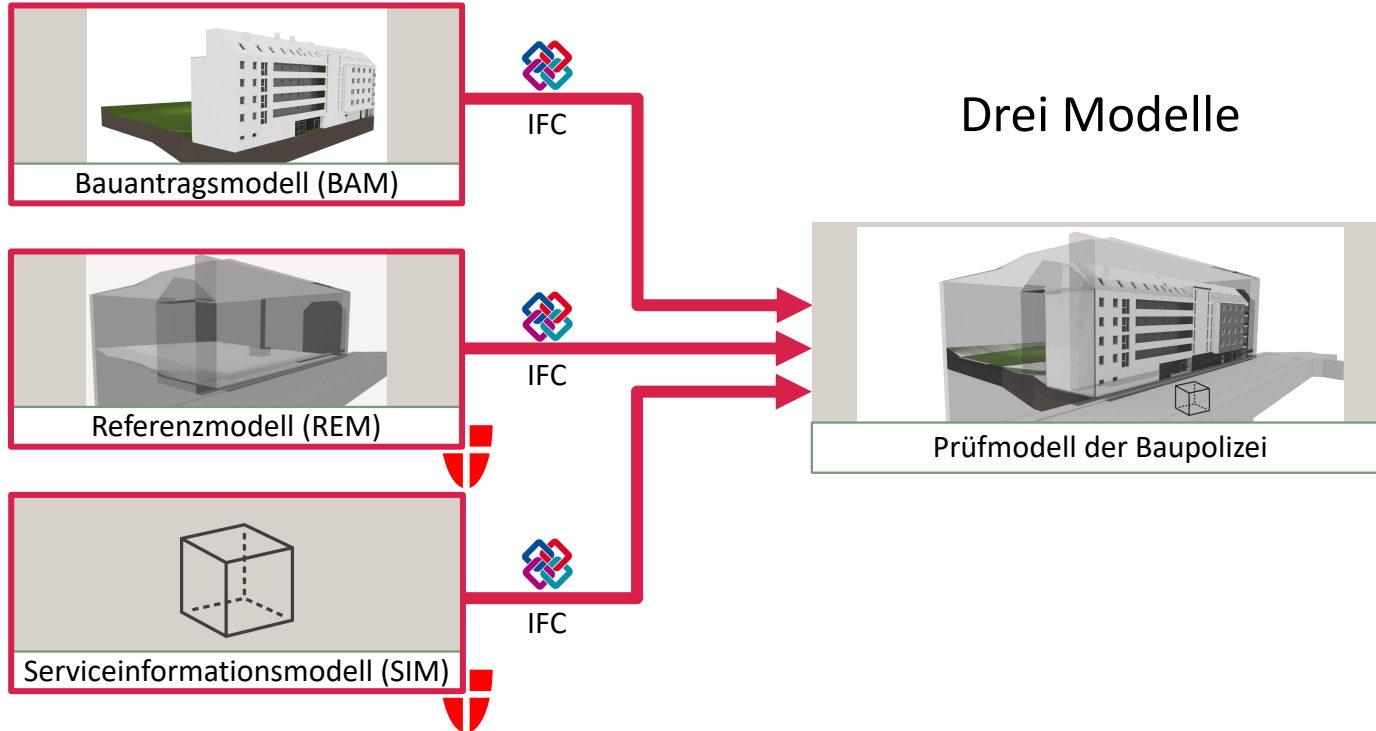 Drei Modelle
IFC
Bauantragsmodell (BAM)
IFC
Referenzmodell (REM)
Prüfmodell der Baupolizei
IFC
Serviceinformationsmodell (SIM)